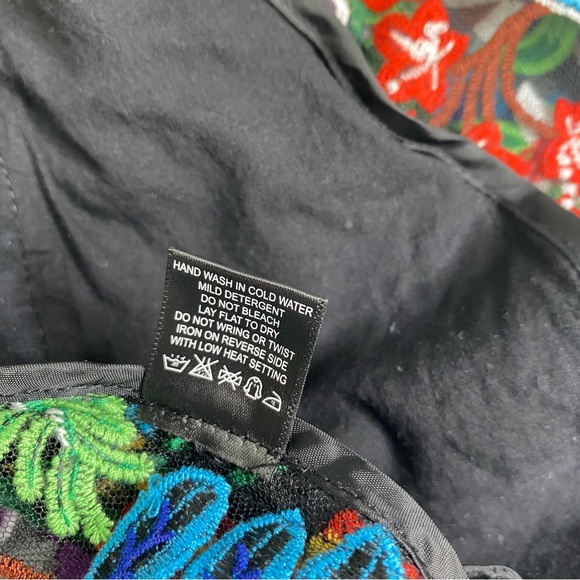 HAND WASH IN COLD WATER
MILD DETERGENT
DO NOT BLEACH
LAY FLAT TO DRY
DO NOT WRING OR TWIST
IRON ON REVERSE SIDE
WITH LOW HEAT SETTING